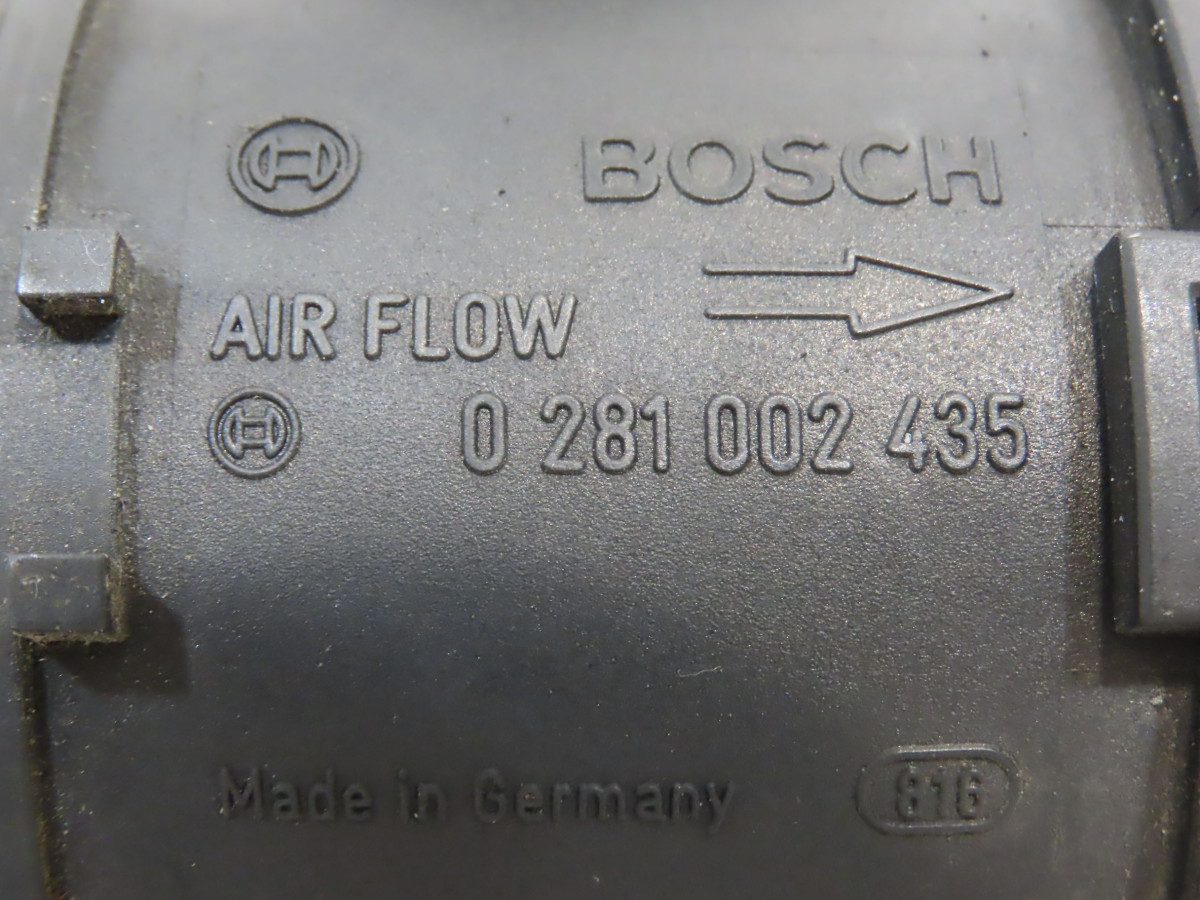 BOSCH
AIR FLOW
0 281 002 435
Made in Germany
816